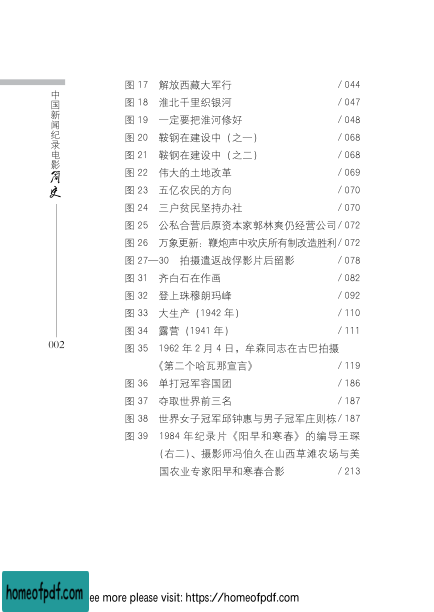 中国新闻纪录电影简史
002
图 17 解放西藏大军行 / 044
图 18 淮北千里织银河 / 047
图 19 一定要把淮河修好 / 048
图 20 鞍钢在建设中（之一） / 068
图 21 鞍钢在建设中（之二） / 068
图 22 伟大的土地改革 / 069
图 23 五亿农民的方向 / 070
图 24 三户贫民坚持办社 / 070
图 25 公私合营后原资本家郭林爽仍经营公司 / 072
图 26 万象更新：鞭炮声中欢庆所有制改造胜利 / 072
图 27—30 拍摄遣返战俘影片后留影 / 078
图 31 齐白石在作画 / 082
图 32 登上珠穆朗玛峰 / 092
图 33 大生产（1942 年） / 110
图 34 露营（1941 年） / 111
图 35 1962 年 2 月 4 日，牟森同志在古巴拍摄
《第二个哈瓦那宣言》 / 119
图 36 单打冠军容国团 / 186
图 37 夺取世界前三名 / 187
图 38 世界女子冠军邱钟惠与男子冠军庄则栋 / 187
图 39 1984 年纪录片《阳早和寒春》的编导王琛
（右二）、摄影师冯伯久在山西草滩农场与美
国农业专家阳早和寒春合影 / 213
homeofpdf.com
ee more please visit: https://homeofpdf.com